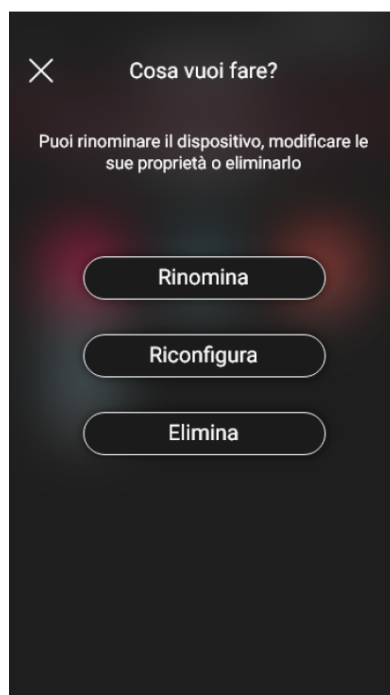 Cosa vuoi fare?
Puoi rinominare il dispositivo, modificare le
sue proprietà o eliminarlo
Rinomina
Riconfigura
Elimina